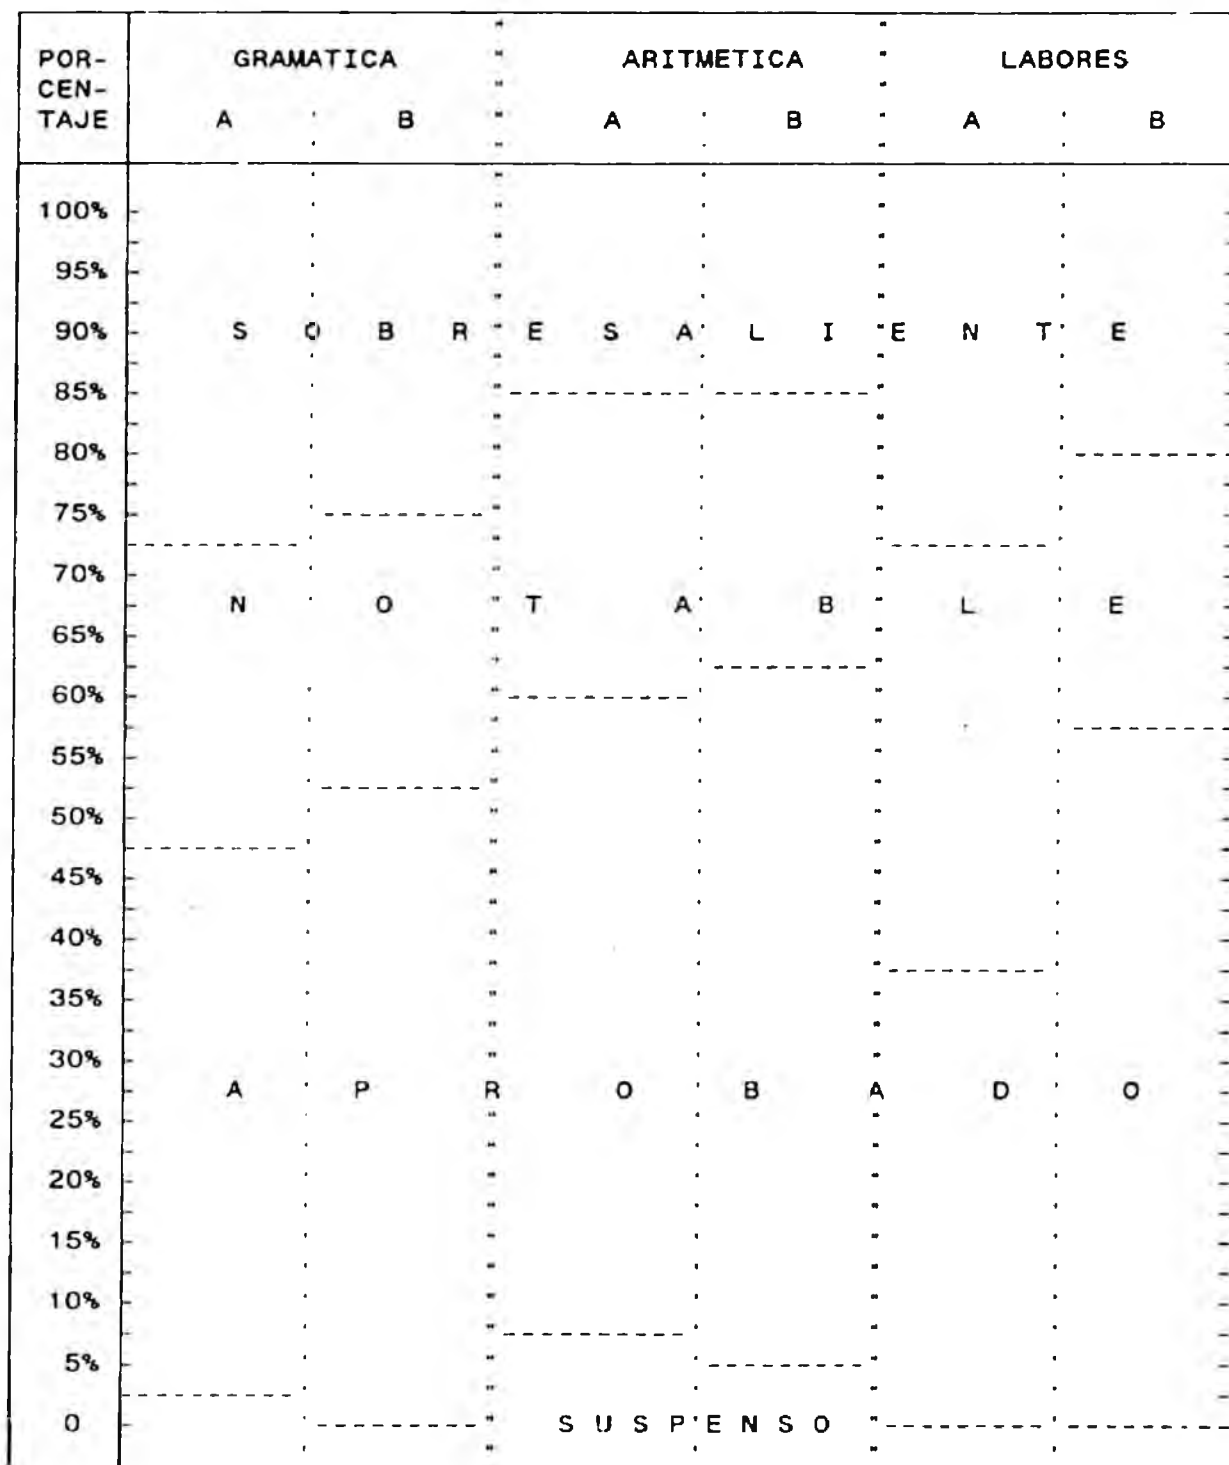 POR- GRAMATICA ARITMETICA LABORES
CEN-
TAJE A B A B A B
100%
95%
90% S O B R E S A L I E N T E
85%
80%
75%
70%
N O T A B L E
65%
60%
55%
50%
45%
40%
35%
30%
A P R O B A D O
25%
20%
15%
10%
5%
0 S U S P E N S O